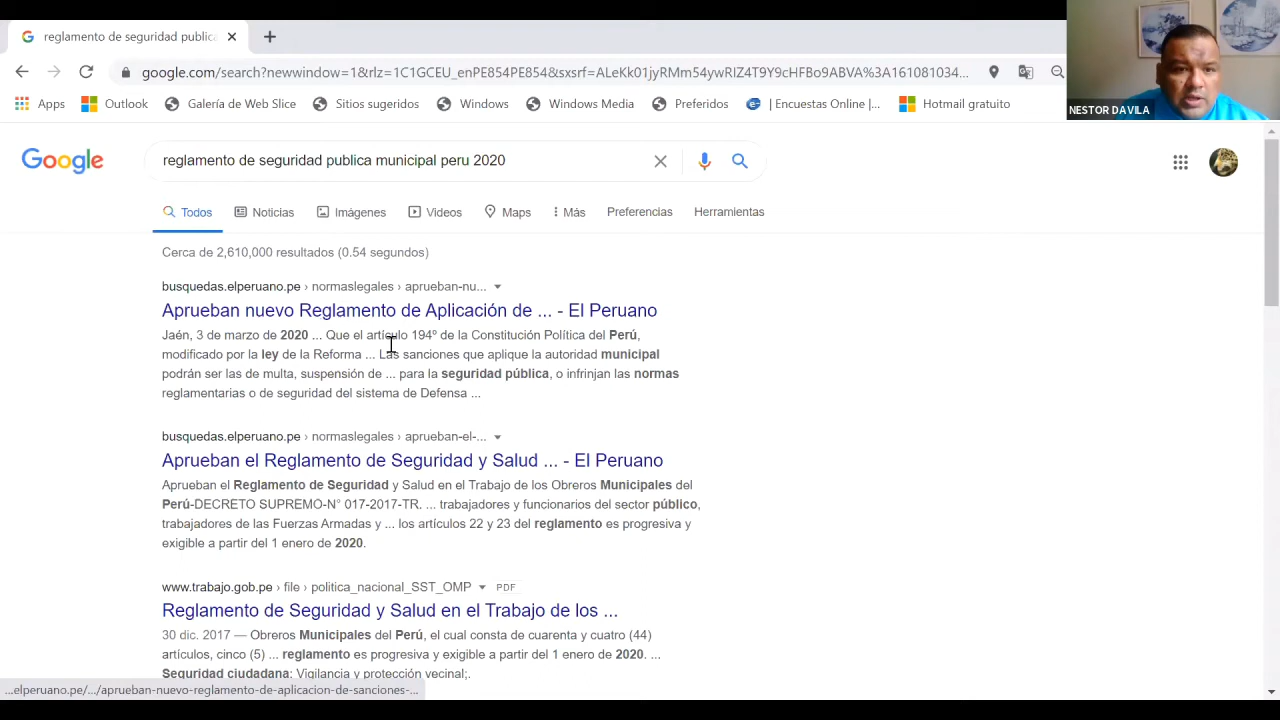 reglamento de seguridad public
google.com/search?newwindow=1&rlz=1C1GCEU_enPE854PE854&sxsrf=ALeKk01jyRMm54ywRIZ4T9Y9cHFBo9ABVA%3A161081034...
Apps Outlook Galería de Web Slice Sitios sugeridos Windows Windows Media Preferidos | Encuestas Online |... Hotmail gratuito
NESTOR DAVILA
Google
reglamento de seguridad publica municipal peru 2020
Todos Noticias Imágenes Videos Maps Más Preferencias Herramientas
Cerca de 2,610,000 resultados (0.54 segundos)
busquedas.elperuano.pe › normaslegales › aprueban-nu...
Aprueban nuevo Reglamento de Aplicación de ... - El Peruano
Jaén, 3 de marzo de 2020 ... Que el artículo 194º de la Constitución Política del Perú,
modificado por la ley de la Reforma ... Las sanciones que aplique la autoridad municipal
podrán ser las de multa, suspensión de ... para la seguridad pública, o infrinjan las normas
reglamentarias o de seguridad del sistema de Defensa ...
busquedas.elperuano.pe › normaslegales › aprueban-el-...
Aprueban el Reglamento de Seguridad y Salud ... - El Peruano
Aprueban el Reglamento de Seguridad y Salud en el Trabajo de los Obreros Municipales del
Perú-DECRETO SUPREMO-N° 017-2017-TR. ... trabajadores y funcionarios del sector público,
trabajadores de las Fuerzas Armadas y ... los artículos 22 y 23 del reglamento es progresiva y
exigible a partir del 1 enero de 2020.
www.trabajo.gob.pe › file › politica_nacional_SST_OMP PDF
Reglamento de Seguridad y Salud en el Trabajo de los ...
30 dic. 2017 — Obreros Municipales del Perú, el cual consta de cuarenta y cuatro (44)
artículos, cinco (5) ... reglamento es progresiva y exigible a partir del 1 enero de 2020. ...
Seguridad ciudadana: Vigilancia y protección vecinal;.
...elperuano.pe/.../aprueban-nuevo-reglamento-de-aplicacion-de-sanciones-...